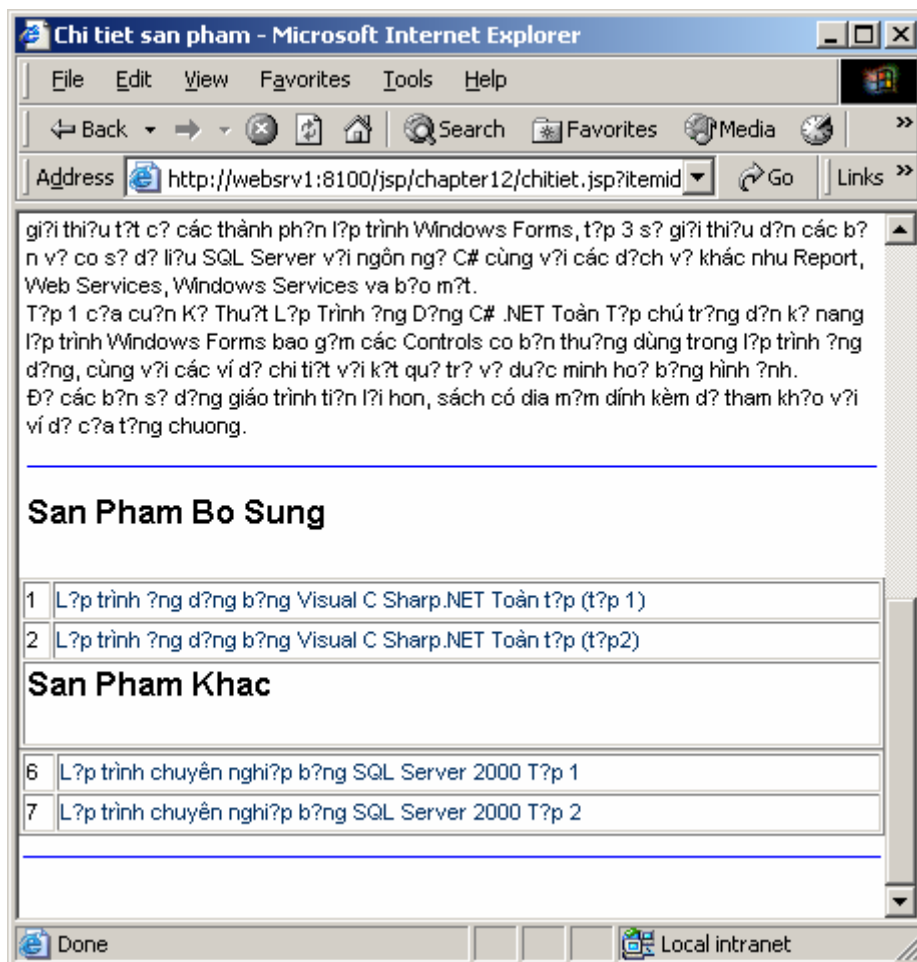 Chi tiet san pham - Microsoft Internet Explorer
File Edit View Favorites Tools Help
Back Search Favorites Media »
Address http://websrv1:8100/jsp/chapter12/chitiet.jsp?itemid Go Links »
gi?i thi?u t?t c? các thành ph?n l?p trình Windows Forms, t?p 3 s? gi?i thi?u d?n các b?
n v? co s? d? li?u SQL Server v?i ngôn ng? C# cùng v?i các d?ch v? khác nhu Report,
Web Services, Windows Services va b?o m?t.
T?p 1 c?a cu?n K? Thu?t L?p Trình ?ng D?ng C# .NET Toàn T?p chú tr?ng d?n k? nang
l?p trình Windows Forms bao g?m các Controls co b?n thu?ng dùng trong l?p trình ?ng
d?ng, cùng v?i các ví d? chi ti?t v?i k?t qu? tr? v? du?c minh ho? b?ng hình ?nh.
Đ? các b?n s? d?ng giáo trình ti?n l?i hon, sách có dia m?m dính kèm d? tham kh?o v?i
ví d? c?a t?ng chuong.
San Pham Bo Sung
1 L?p trình ?ng d?ng b?ng Visual C Sharp.NET Toàn t?p (t?p 1)
2 L?p trình ?ng d?ng b?ng Visual C Sharp.NET Toàn t?p (t?p2)
San Pham Khac
6 L?p trình chuyên nghi?p b?ng SQL Server 2000 T?p 1
7 L?p trình chuyên nghi?p b?ng SQL Server 2000 T?p 2
Done Local intranet